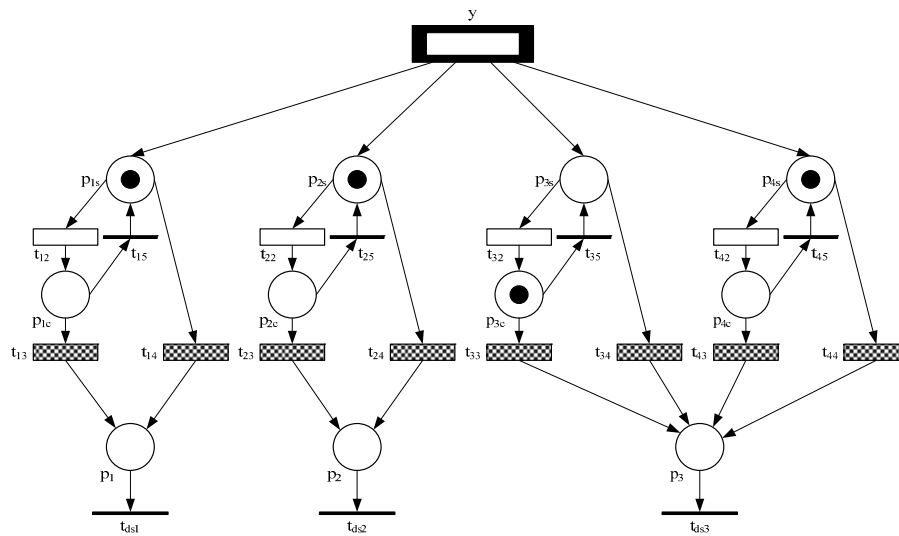 y
p1s p2s p3s p4s
t12 t15 t22 t25 t32 t35 t42 t45
p1c p2c p3c p4c
t13 t14 t23 t24 t33 t34 t43 t44
p1 p2 p3
tds1 tds2 tds3